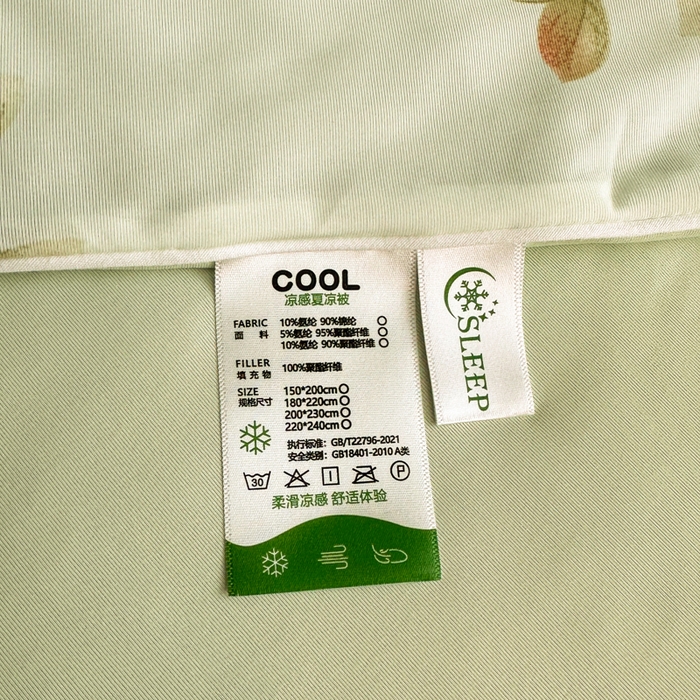 COOL
凉感夏凉被
FABRIC 10%氨纶 90%锦纶
面 料 5%氨纶 95%聚酯纤维
10%氨纶 90%聚酯纤维
FILLER
填 充 物 100%聚酯纤维
SIZE 150*200cm
规格尺寸 180*220cm
200*230cm
220*240cm
执行标准: GB/T22796-2021
安全类别: GB18401-2010 A类
30 P
柔滑凉感 舒适体验
SLEEP